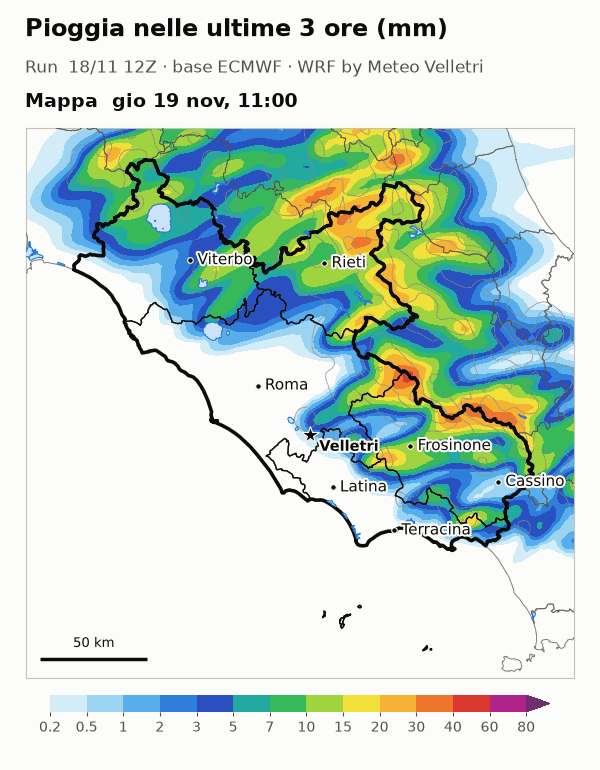 Pioggia nelle ultime 3 ore (mm)
Run  18/11 12Z · base ECMWF · WRF by Meteo Velletri
Mappa  gio 19 nov, 11:00
Viterbo
Rieti
Roma
Velletri
Frosinone
Cassino
Latina
Terracina
50 km
0.2 0.5 1 2 3 5 7 10 15 20 30 40 60 80